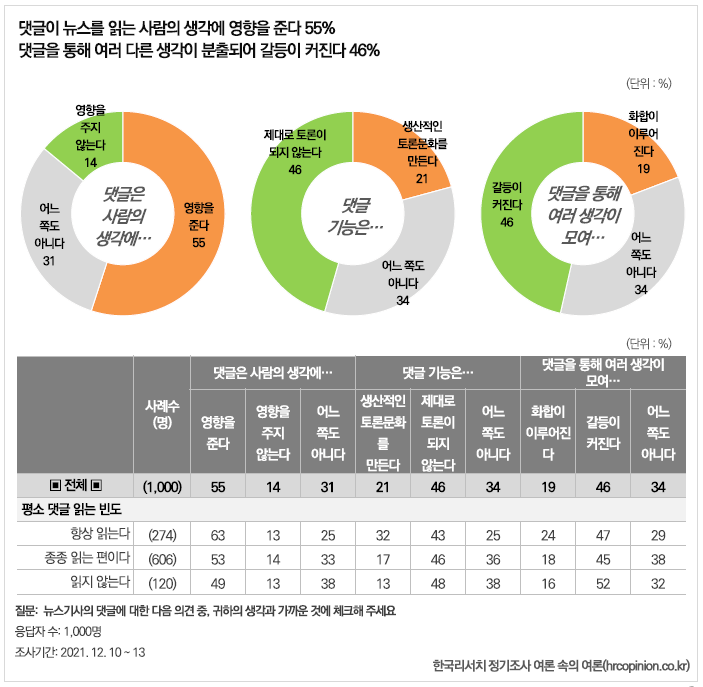 댓글이 뉴스를 읽는 사람의 생각에 영향을 준다 55%
댓글을 통해 여러 다른 생각이 분출되어 갈등이 커진다 46%
(단위 : %)
영향을
주지
않는다
14
어느
쪽도
아니다
31
댓글은
사람의
생각에…
영향을
준다
55
제대로 토론이
되지 않는다
46
생산적인
토론문화를
만든다
21
댓글
기능은…
어느 쪽도
아니다
34
화합이
이루어
진다
19
갈등이
커진다
46
댓글을 통해
여러 생각이
모여…
어느
쪽도
아니다
34
(단위 : %)
사례수
(명)
댓글은 사람의 생각에…
댓글 기능은…
댓글을 통해 여러 생각이
모여…
영향을
준다
영향을
주지
않는다
어느
쪽도
아니다
생산적인
토론문화
를
만든다
제대로
토론이
되지
않는다
어느
쪽도
아니다
화합이
이루어진
다
갈등이
커진다
어느
쪽도
아니다
▣ 전체 ▣ (1,000) 55 14 31 21 46 34 19 46 34
평소 댓글 읽는 빈도
항상 읽는다 (274) 63 13 25 32 43 25 24 47 29
종종 읽는 편이다 (606) 53 14 33 17 46 36 18 45 38
읽지 않는다 (120) 49 13 38 13 48 38 16 52 32
질문: 뉴스기사의 댓글에 대한 다음 의견 중, 귀하의 생각과 가까운 것에 체크해 주세요
응답자 수: 1,000명
조사기간: 2021. 12. 10 ~ 13
한국리서치 정기조사 여론 속의 여론(hrcopinion.co.kr)